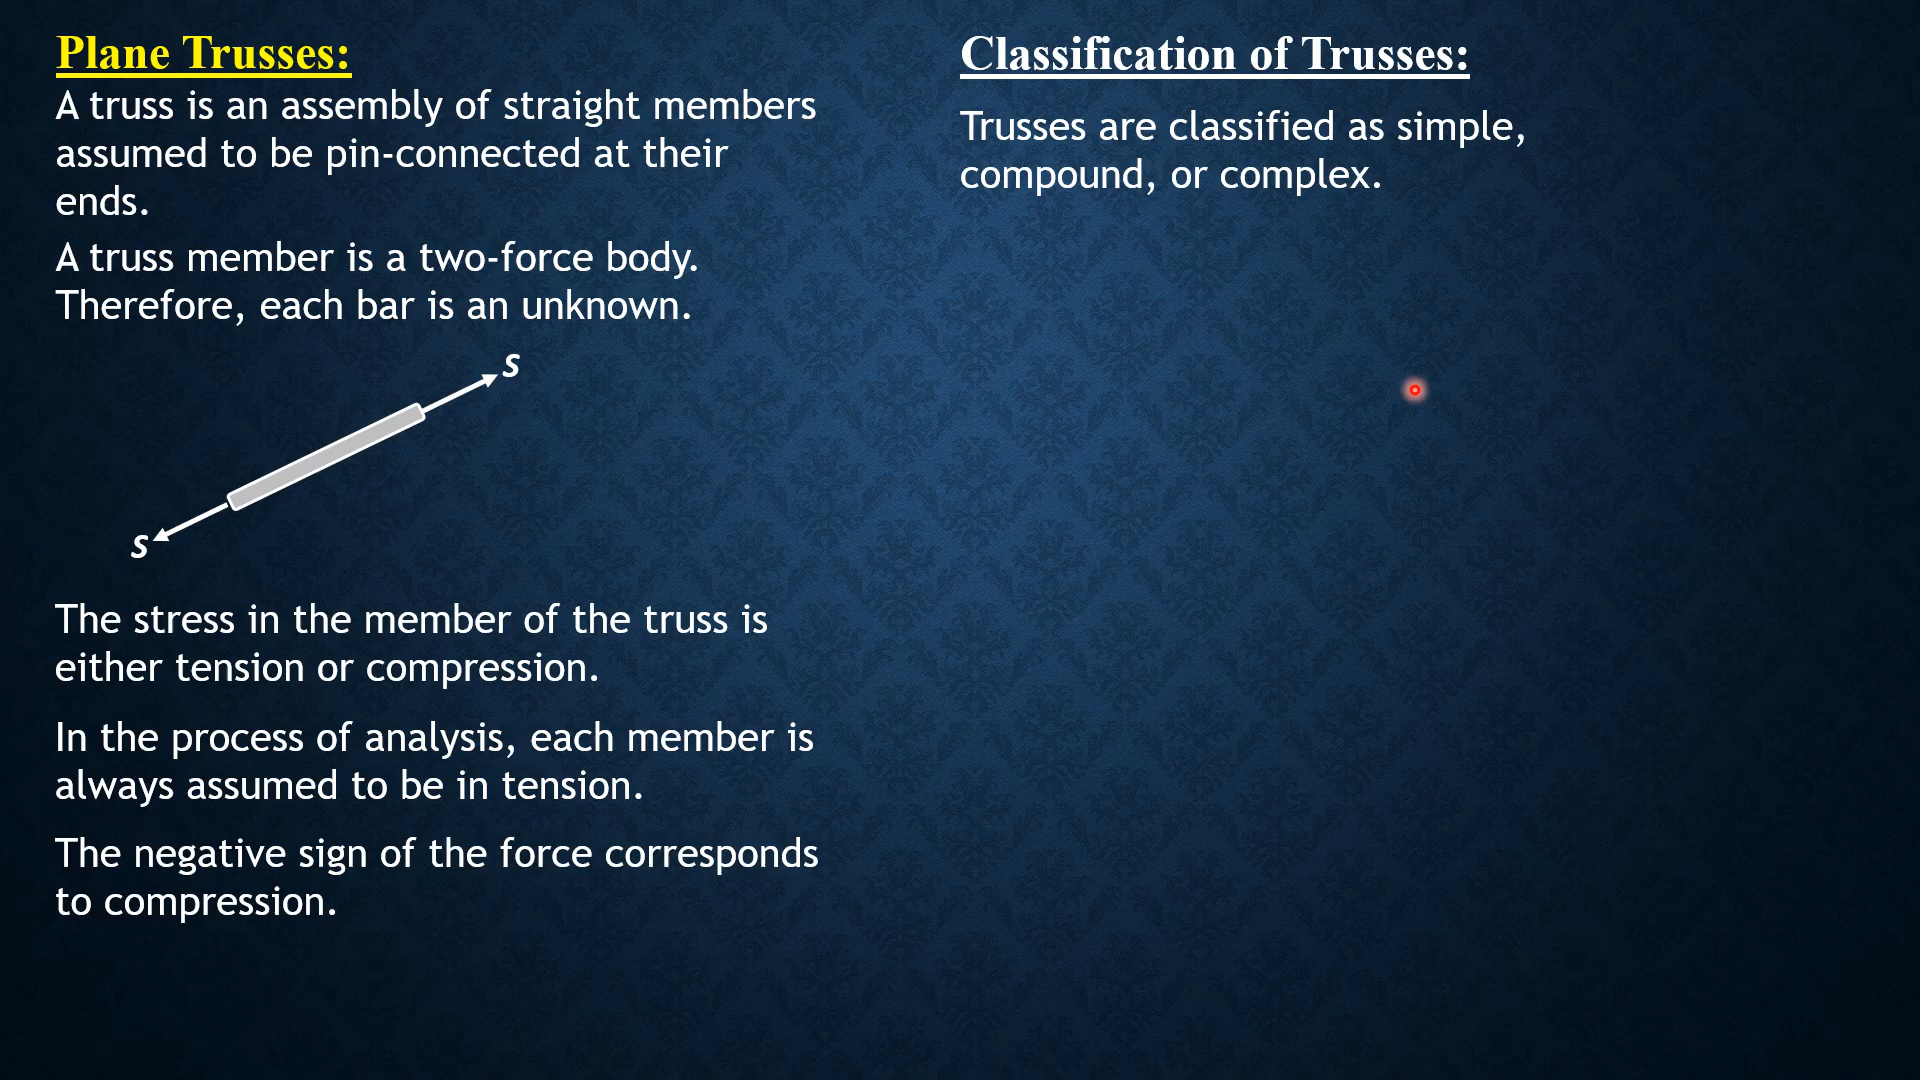 Plane Trusses:
A truss is an assembly of straight members
assumed to be pin-connected at their
ends.
A truss member is a two-force body.
Therefore, each bar is an unknown.
S
S
The stress in the member of the truss is
either tension or compression.
In the process of analysis, each member is
always assumed to be in tension.
The negative sign of the force corresponds
to compression.
Classification of Trusses:
Trusses are classified as simple,
compound, or complex.